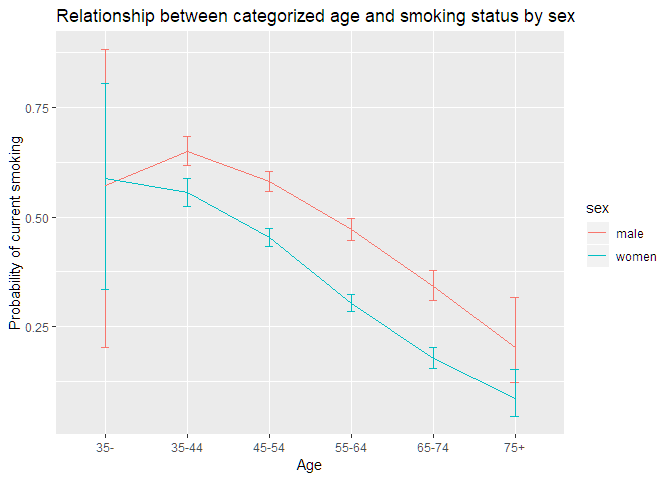 Relationship between categorized age and smoking status by sex
Probability of current smoking
0.75
0.50
0.25
35-
35-44
45-54
55-64
65-74
75+
Age
sex
male
women